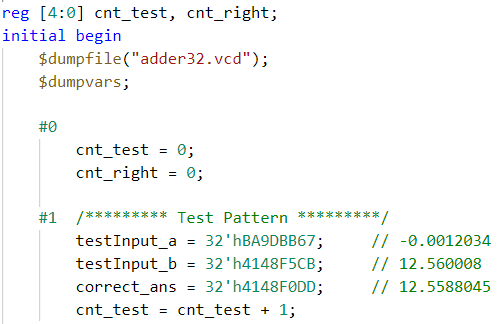 reg [4:0] cnt_test, cnt_right;
initial begin
    $dumpfile("adder32.vcd");
    $dumpvars;

    #0
        cnt_test = 0;
        cnt_right = 0;

    #1  /********* Test Pattern *********/
        testInput_a = 32'hBA9DBB67;     // -0.0012034
        testInput_b = 32'h4148F5CB;     // 12.560008
        correct_ans = 32'h4148F0DD;     // 12.5588045
        cnt_test = cnt_test + 1;